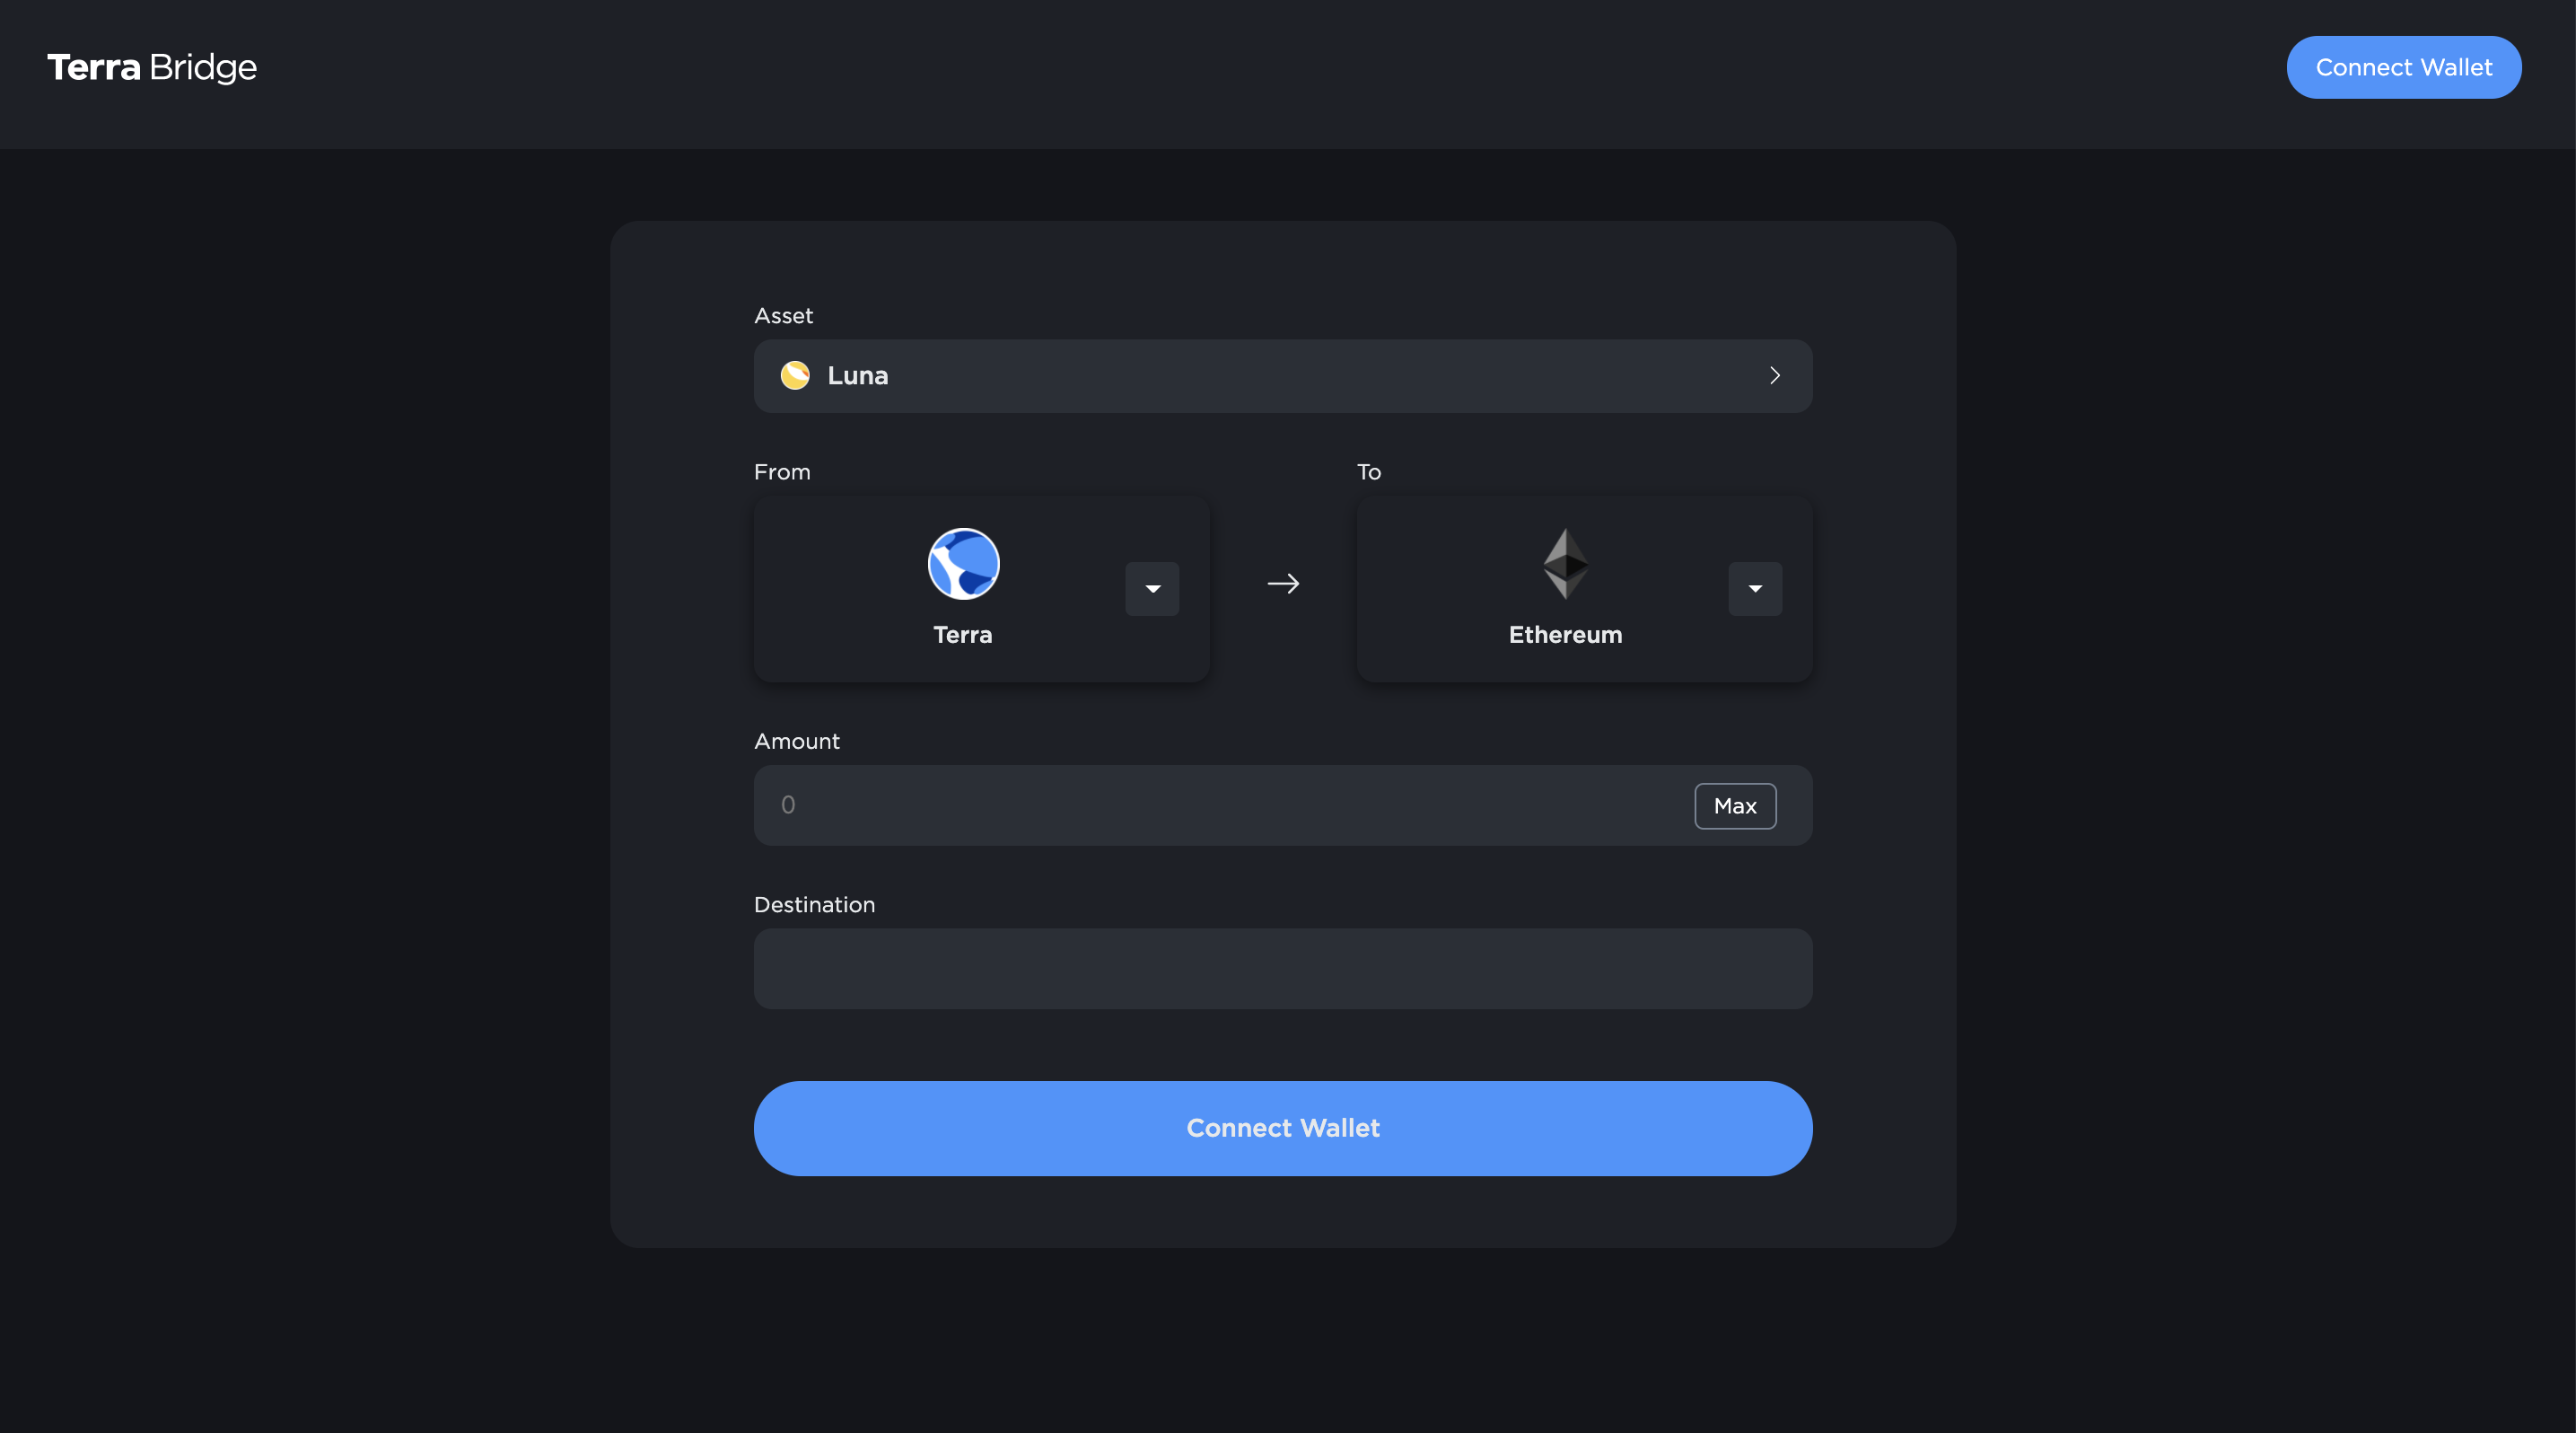 Terra Bridge
Connect Wallet
Asset
Luna
From
To
Terra
Ethereum
Amount
0
Max
Destination
Connect Wallet